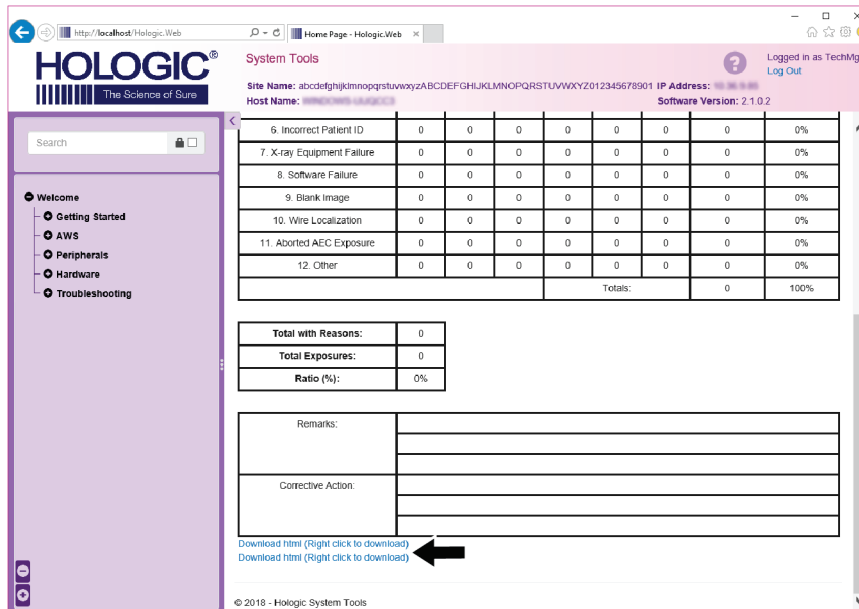 http://localhost/Hologic.Web
Home Page - Hologic.Web
HOLOGIC®
The Science of Sure
System Tools
Logged in as TechMg
Log Out
Site Name: abcdefghijklmnopqrstuvwxyzABCDEFGHIJKLMNOPQRSTUVWXYZ012345678901 IP Address:
Host Name:
Software Version: 2.1.0.2
Search
Welcome
Getting Started
AWS
Peripherals
Hardware
Troubleshooting
6. Incorrect Patient ID 0 0 0 0 0 0 0 0%
7. X-ray Equipment Failure 0 0 0 0 0 0 0 0%
8. Software Failure 0 0 0 0 0 0 0 0%
9. Blank Image 0 0 0 0 0 0 0 0%
10. Wire Localization 0 0 0 0 0 0 0 0%
11. Aborted AEC Exposure 0 0 0 0 0 0 0 0%
12. Other 0 0 0 0 0 0 0 0%
Totals: 0 100%
Total with Reasons: 0
Total Exposures: 0
Ratio (%): 0%
Remarks:
Corrective Action:
Download html (Right click to download)
Download html (Right click to download)
© 2018 - Hologic System Tools